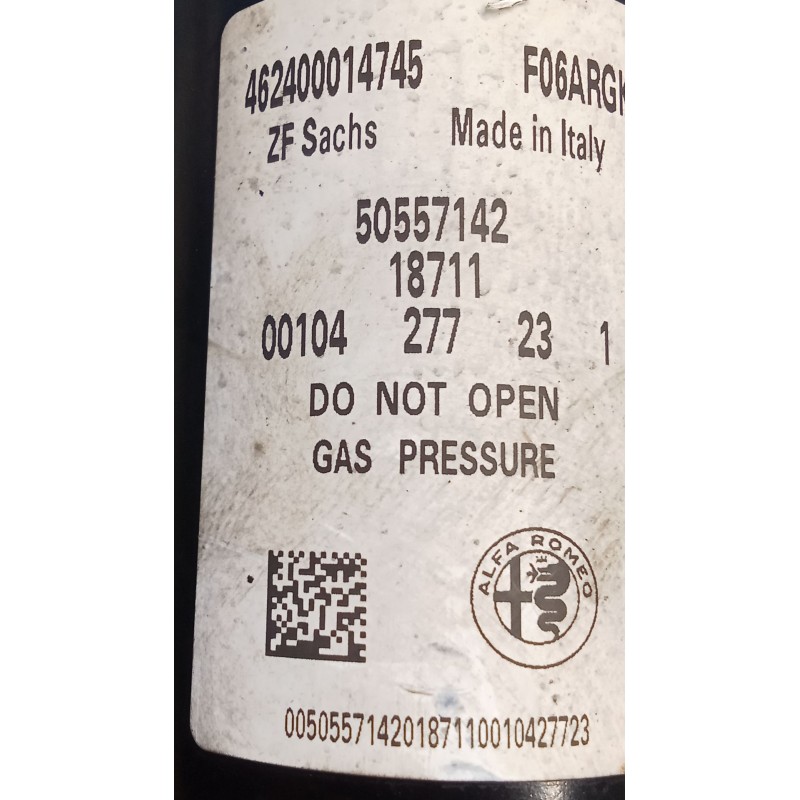 462400014745 F06ARGK
ZF Sachs Made in Italy
50557142
18711
00104 277 23 1
DO NOT OPEN
GAS PRESSURE
ALFA ROMEO
00505571420187110010427723